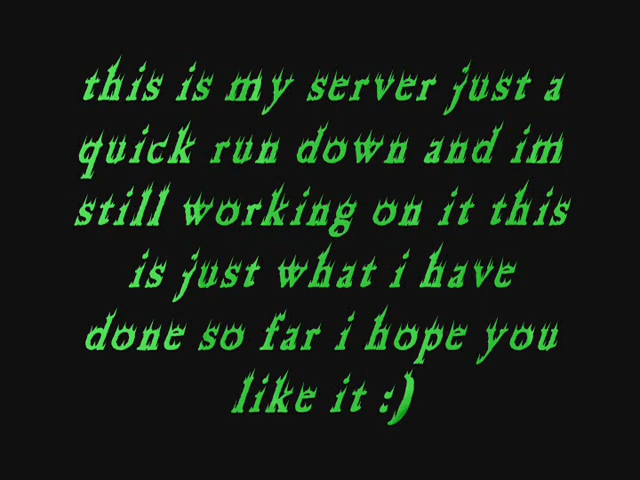 this is my server just a
quick run down and im
still working on it this
is just what i have
done so far i hope you
like it :)